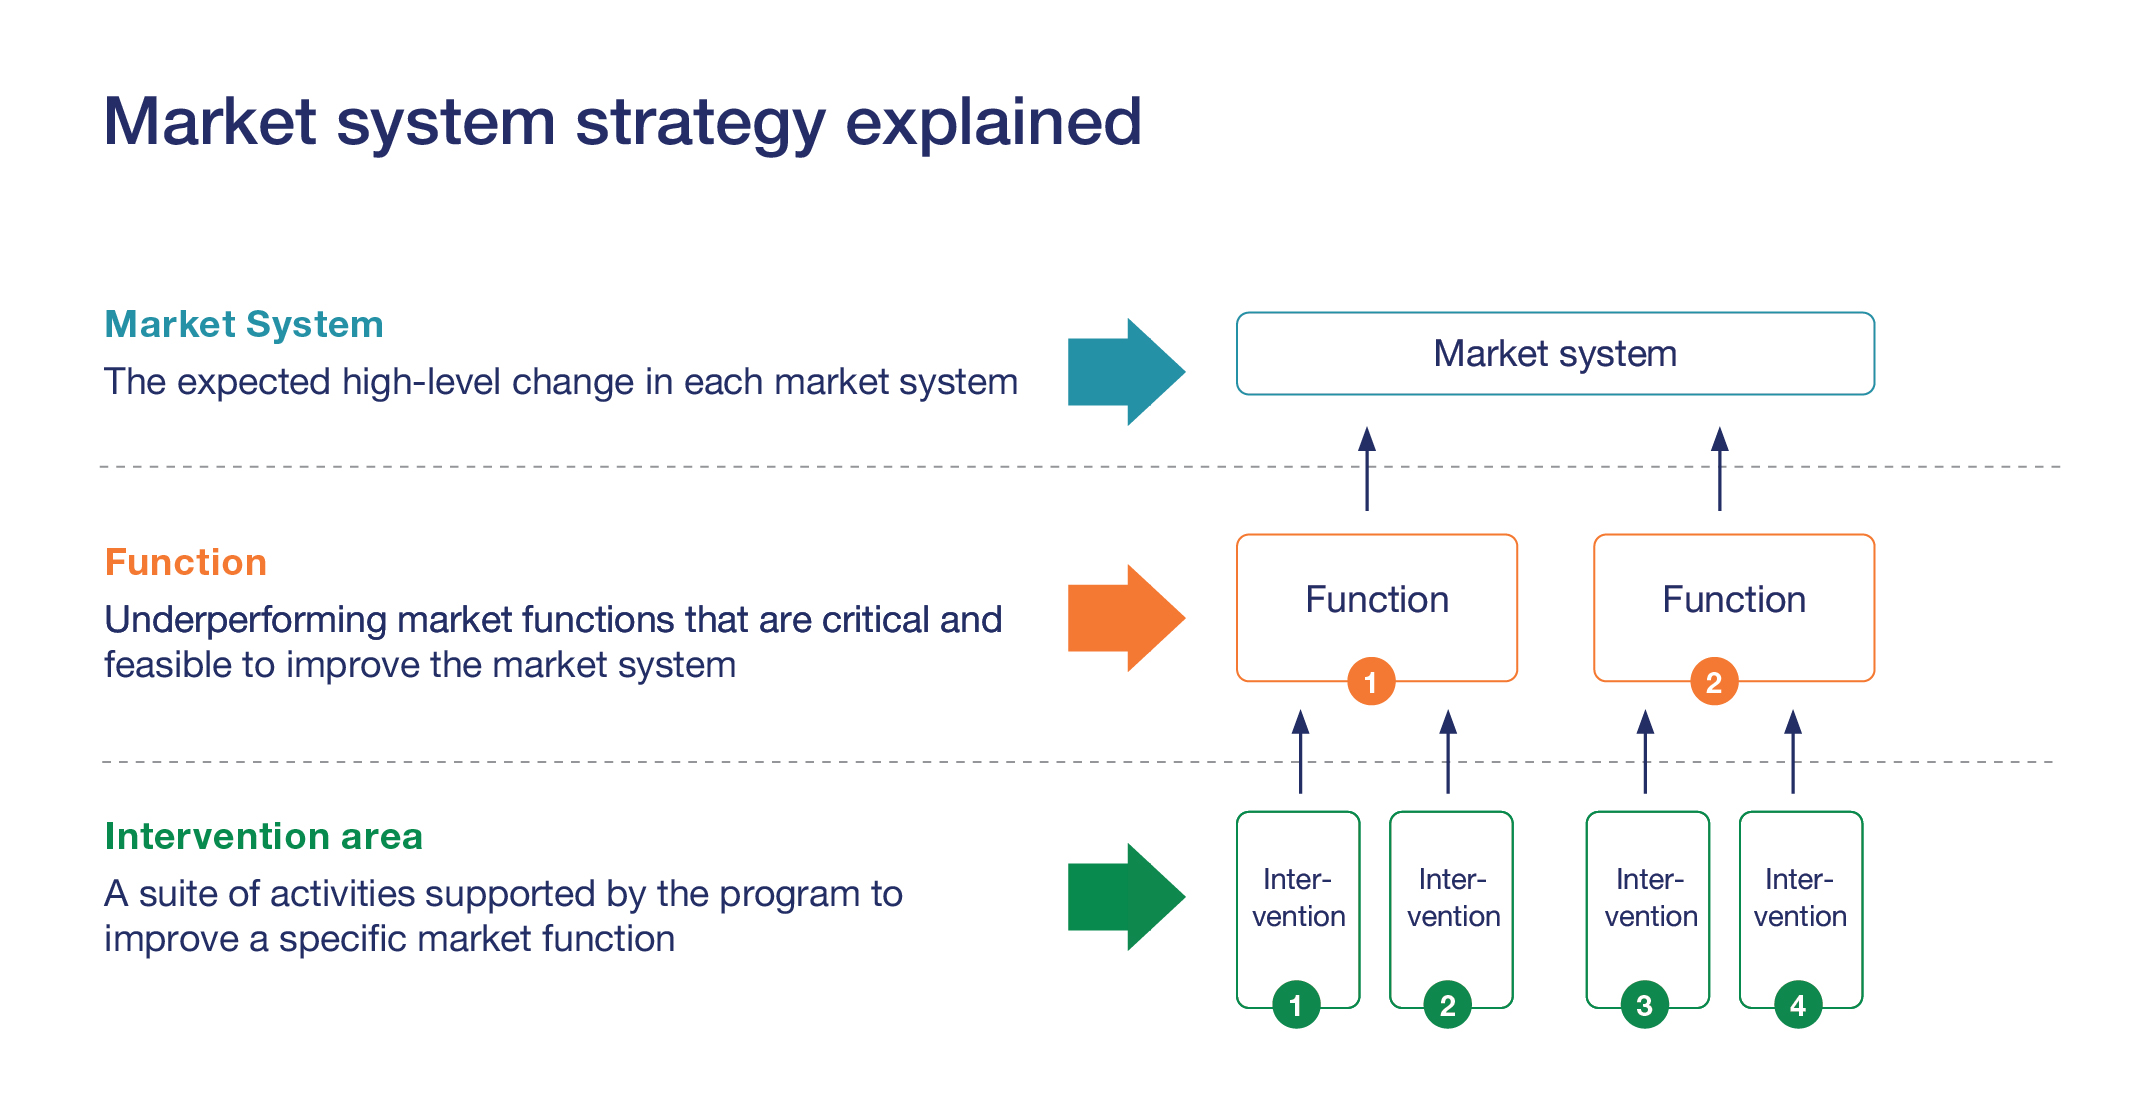 Market system strategy explained
Market System
The expected high-level change in each market system
Market system
Function
Underperforming market functions that are critical and
feasible to improve the market system
Function
1
Function
2
Intervention area
A suite of activities supported by the program to
improve a specific market function
Inter-
vention
1
Inter-
vention
2
Inter-
vention
3
Inter-
vention
4